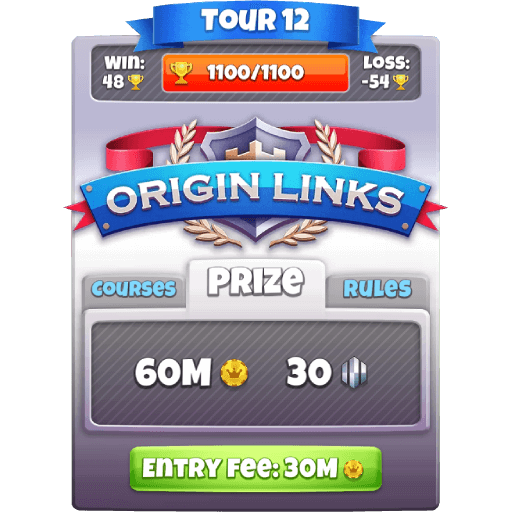 TOUR 12
WIN: 48
1100/1100
LOSS: -54
ORIGIN LINKS
COURSES PRIZE RULES
60M 30
ENTRY FEE: 30M